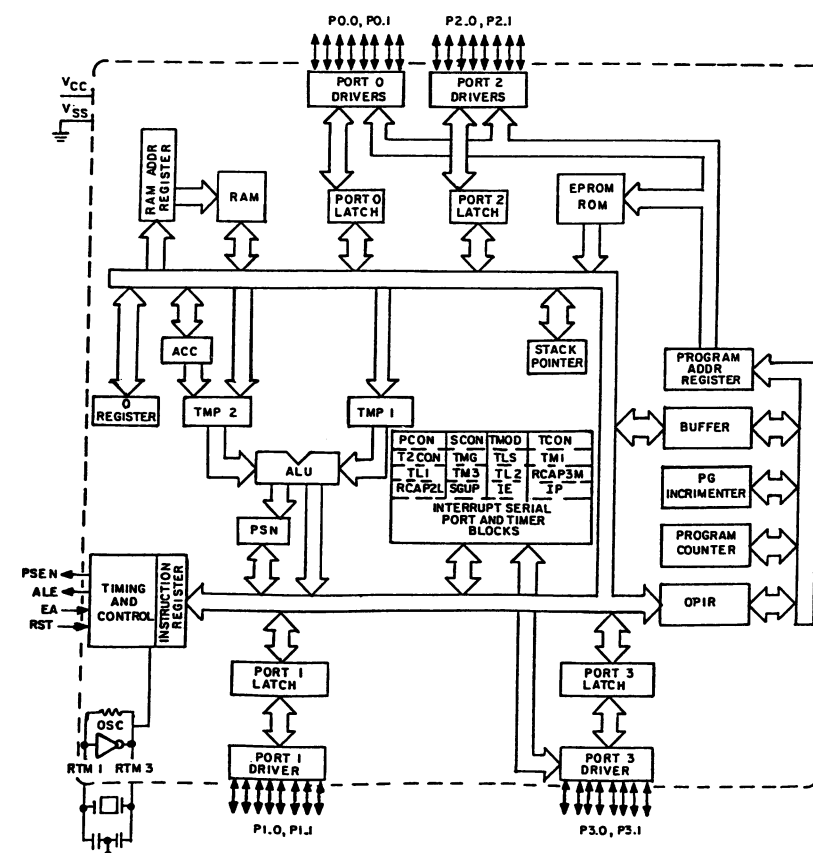 P0.0, P0.1
P2.0, P2.1
VCC
VSS
PORT 0
DRIVERS
PORT 2
DRIVERS
RAM ADDR
REGISTER
RAM
PORT 0
LATCH
PORT 2
LATCH
EPROM
ROM
ACC
STACK
POINTER
PROGRAM
ADDR
REGISTER
0
REGISTER
TMP 2
TMP 1
BUFFER
PCON SCON TMOD TCON
T2CON TMG TLS TM1
TL1 TM3 TL2 RCAP3M
RCAP2L SGUP IE IP
INTERRUPT SERIAL
PORT AND TIMER
BLOCKS
ALU
PG
INCRIMENTER
PSN
PROGRAM
COUNTER
PSEN
ALE
EA
RST
TIMING
AND
CONTROL
INSTRUCTION
REGISTER
OPIR
PORT 1
LATCH
PORT 3
LATCH
OSC
RTM 1 RTM 3
PORT 1
DRIVER
PORT 3
DRIVER
P1.0, P1.1
P3.0, P3.1